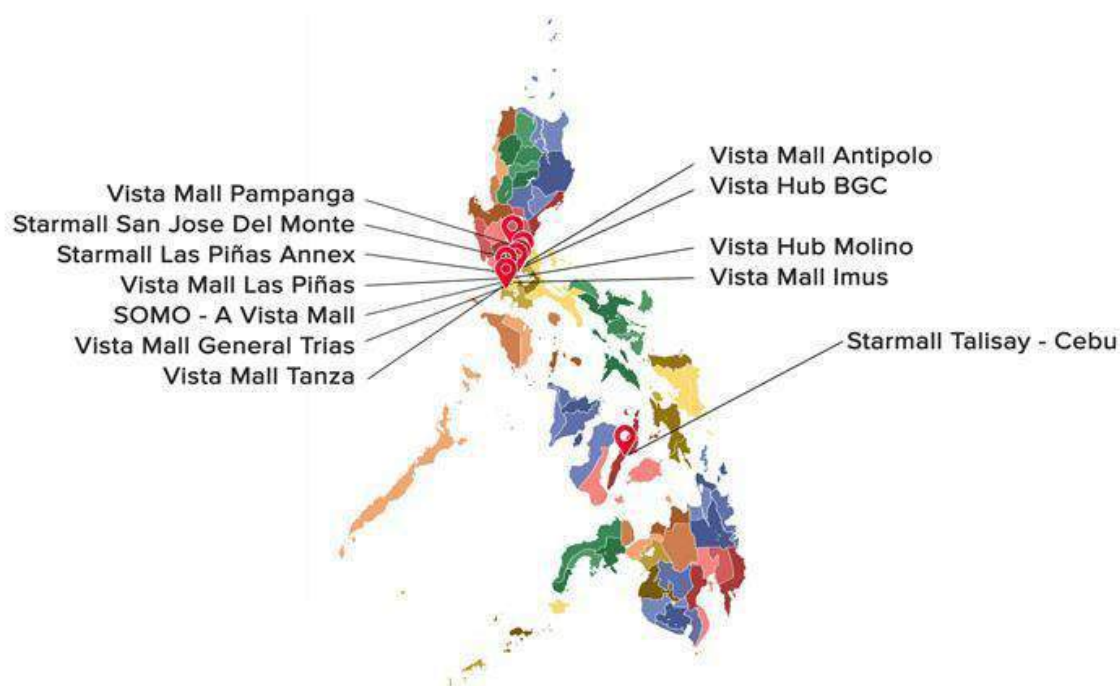 Vista Mall Pampanga
Starmall San Jose Del Monte
Starmall Las Piñas Annex
Vista Mall Las Piñas
SOMO - A Vista Mall
Vista Mall General Trias
Vista Mall Tanza
Vista Mall Antipolo
Vista Hub BGC
Vista Hub Molino
Vista Mall Imus
Starmall Talisay - Cebu